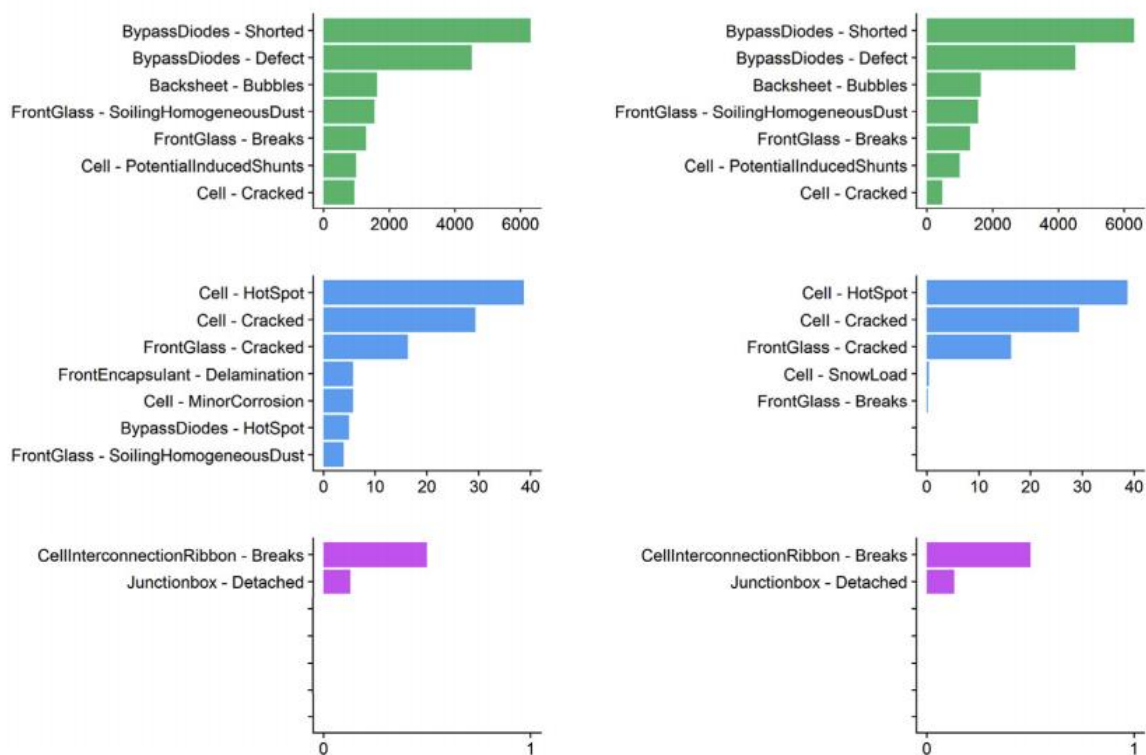 BypassDiodes - Shorted
BypassDiodes - Defect
Backsheet - Bubbles
FrontGlass - SoilingHomogeneousDust
FrontGlass - Breaks
Cell - PotentialInducedShunts
Cell - Cracked
0 2000 4000 6000
BypassDiodes - Shorted
BypassDiodes - Defect
Backsheet - Bubbles
FrontGlass - SoilingHomogeneousDust
FrontGlass - Breaks
Cell - PotentialInducedShunts
Cell - Cracked
0 2000 4000 6000
Cell - HotSpot
Cell - Cracked
FrontGlass - Cracked
FrontEncapsulant - Delamination
Cell - MinorCorrosion
BypassDiodes - HotSpot
FrontGlass - SoilingHomogeneousDust
0 10 20 30 40
Cell - HotSpot
Cell - Cracked
FrontGlass - Cracked
Cell - SnowLoad
FrontGlass - Breaks
0 10 20 30 40
CellInterconnectionRibbon - Breaks
Junctionbox - Detached
0 1
CellInterconnectionRibbon - Breaks
Junctionbox - Detached
0 1